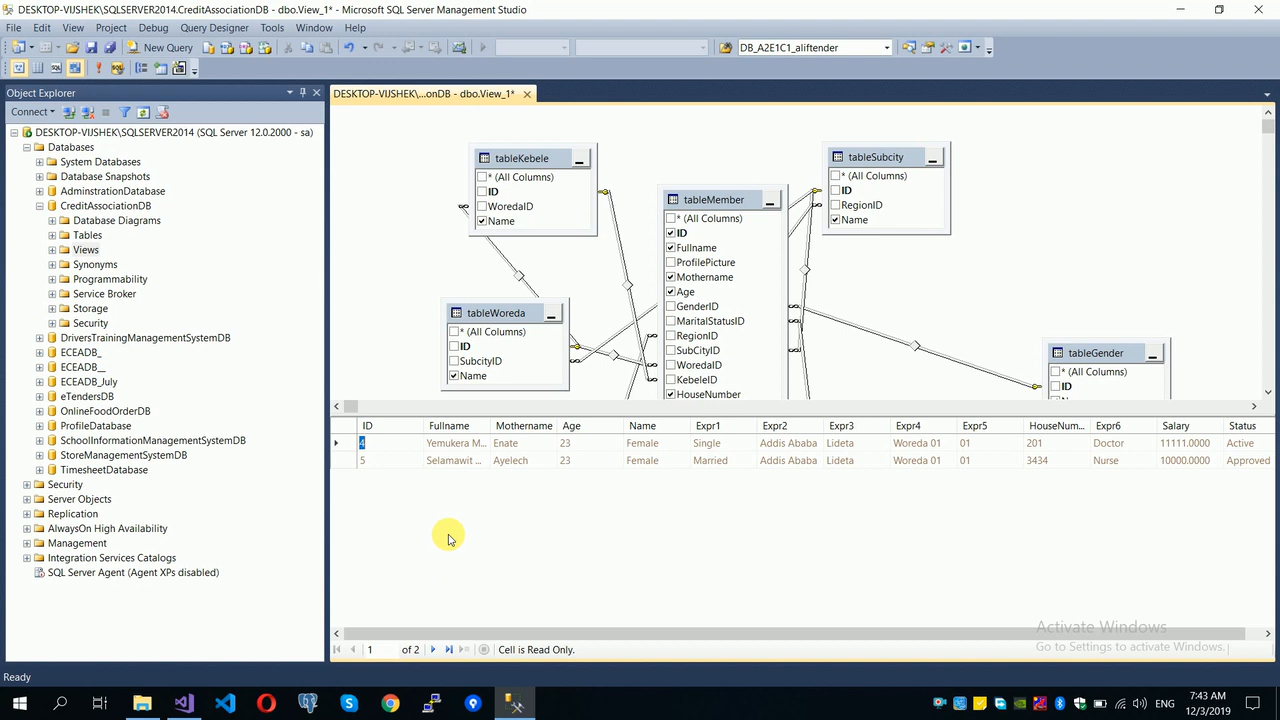 DESKTOP-VIJSHEK\SQLSERVER2014.CreditAssociationDB - dbo.View_1* - Microsoft SQL Server Management Studio
File Edit View Project Debug Query Designer Tools Window Help
New Query DB_A2E1C1_aliftender
Object Explorer
Connect
DESKTOP-VIJSHEK\SQLSERVER2014 (SQL Server 12.0.2000 - sa)
Databases
System Databases
Database Snapshots
AdminstrationDatabase
CreditAssociationDB
Database Diagrams
Tables
Views
Synonyms
Programmability
Service Broker
Storage
Security
DriversTrainingManagementSystemDB
ECEADB_
ECEADB__
ECEADB_July
eTendersDB
OnlineFoodOrderDB
ProfileDatabase
SchoolInformationManagementSystemDB
StoreManagementSystemDB
TimesheetDatabase
Security
Server Objects
Replication
AlwaysOn High Availability
Management
Integration Services Catalogs
SQL Server Agent (Agent XPs disabled)
DESKTOP-VIJSHEK\...onDB - dbo.View_1*
tableKebele
* (All Columns)
ID
WoredaID
Name
tableWoreda
* (All Columns)
ID
SubcityID
Name
tableMember
* (All Columns)
ID
Fullname
ProfilePicture
Mothername
Age
GenderID
MaritalStatusID
RegionID
SubCityID
WoredaID
KebeleID
HouseNumber
tableSubcity
* (All Columns)
ID
RegionID
Name
tableGender
* (All Columns)
ID
ID Fullname Mothername Age Name Expr1 Expr2 Expr3 Expr4 Expr5 HouseNum... Expr6 Salary Status
4 Yemukera M... Enate 23 Female Single Addis Ababa Lideta Woreda 01 01 201 Doctor 11111.0000 Active
5 Selamawit ... Ayelech 23 Female Married Addis Ababa Lideta Woreda 01 01 3434 Nurse 10000.0000 Approved
Activate Windows
Go to Settings to activate Windows.
1 of 2 Cell is Read Only.
Ready
ENG
7:43 AM
12/3/2019